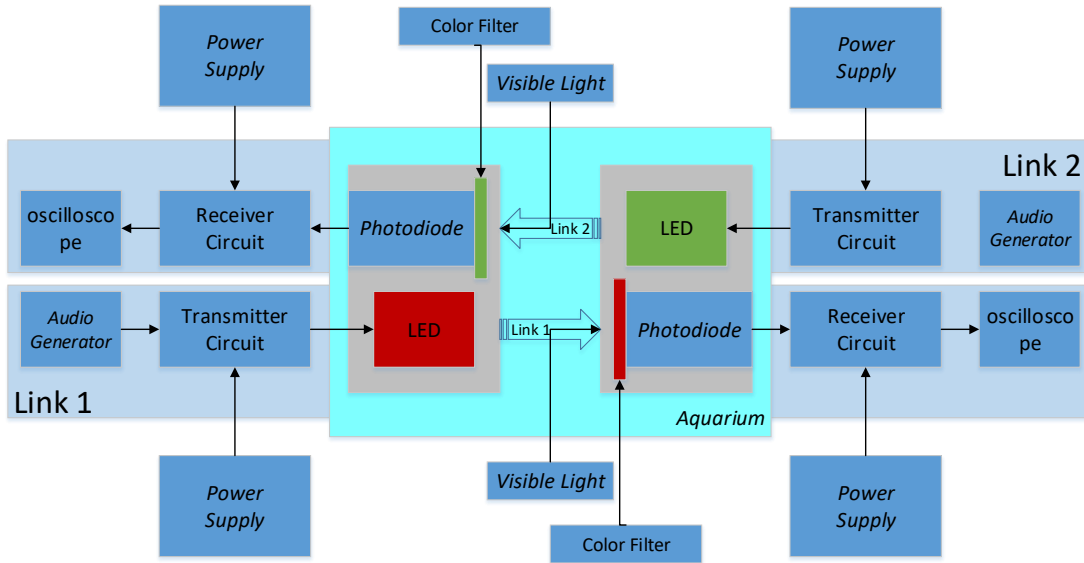 Color Filter
Power
Supply
Visible Light
Power
Supply
Link 2
oscillosco
pe
Receiver
Circuit
Photodiode
Link 2
LED
Transmitter
Circuit
Audio
Generator
Audio
Generator
Transmitter
Circuit
LED
Link 1
Photodiode
Receiver
Circuit
oscillosco
pe
Link 1
Aquarium
Power
Supply
Visible Light
Power
Supply
Color Filter